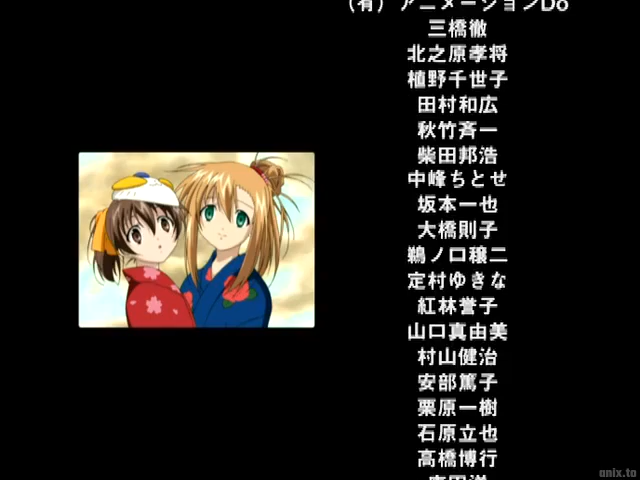 (有)アニメーションDo
三橋徹
北之原孝将
植野千世子
田村和広
秋竹斉一
柴田邦浩
中峰ちとせ
坂本一也
大橋則子
鵜ノ口穣二
定村ゆきな
紅林誉子
山口真由美
村山健治
安部篤子
栗原一樹
石原立也
高橋博行
anix.to